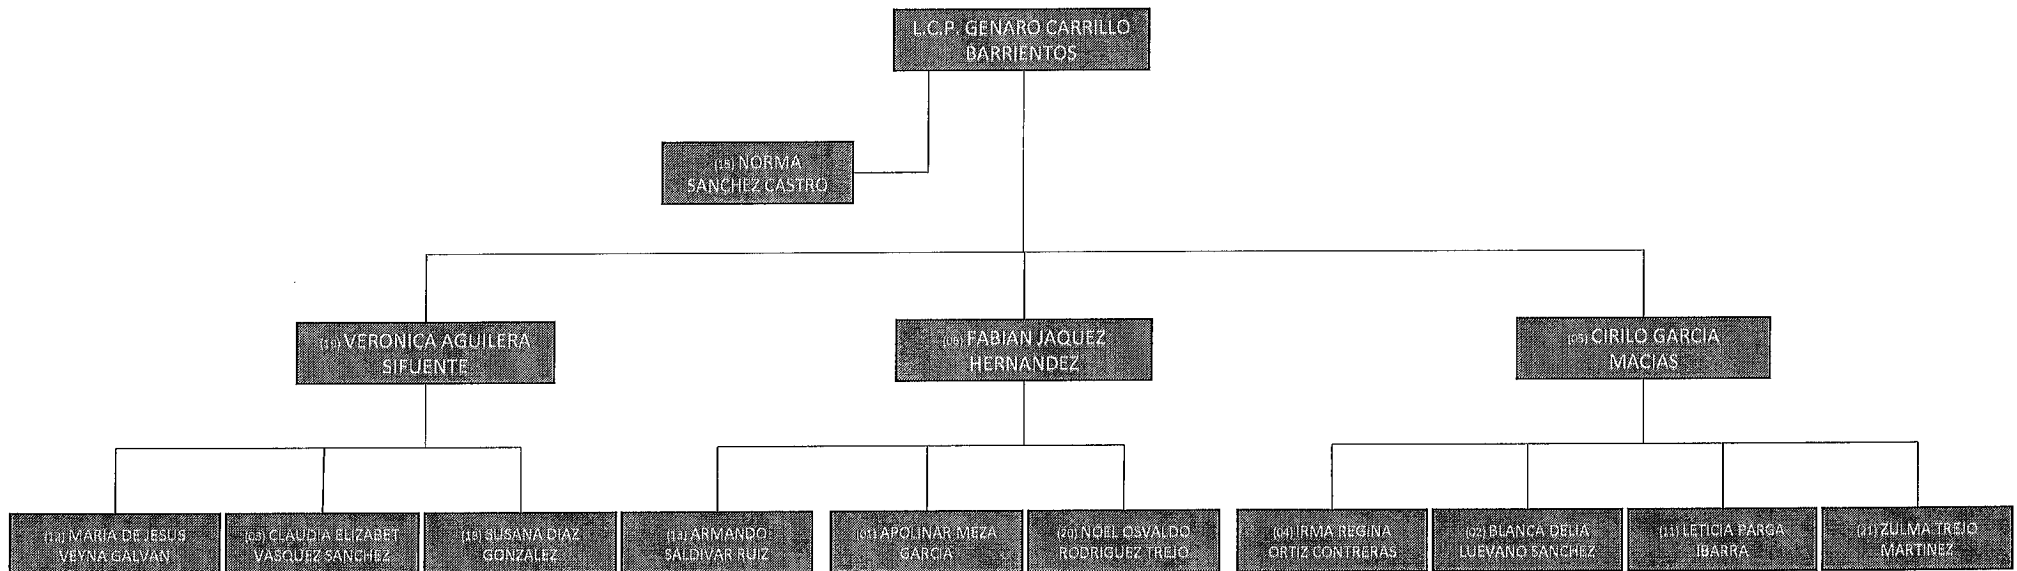 L.C.P. GENARO CARRILLO
BARRIENTOS
NORMA
SANCHEZ CASTRO
VERONICA AGUILERA
SIFUENTE
FABIAN JAQUEZ
HERNANDEZ
(05) CIRILO GARCIA
MACIAS
MARIA DE JESUS
VEYNA GALVAN
(03) CLAUDIA ELIZABET
VASQUEZ SANCHEZ
SUSANA DIAZ
GONZALEZ
ARMANDO
SALDIVAR RUIZ
(01) APOLINAR MEZA
GARCIA
(20) NOEL OSVALDO
RODRIGUEZ TREJO
(04) IRMA REGINA
ORTIZ CONTRERAS
(02) BLANCA DELIA
LUEVANO SANCHEZ
(11) LETICIA PARGA
IBARRA
(21) ZULMA TREJO
MARTINEZ